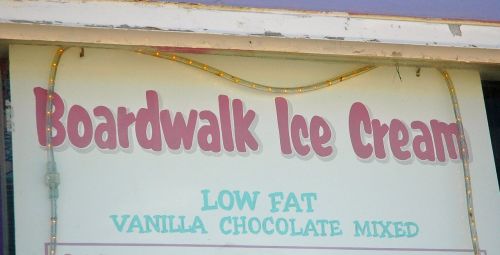 Boardwalk Ice Cream
LOW FAT
VANILLA CHOCOLATE MIXED